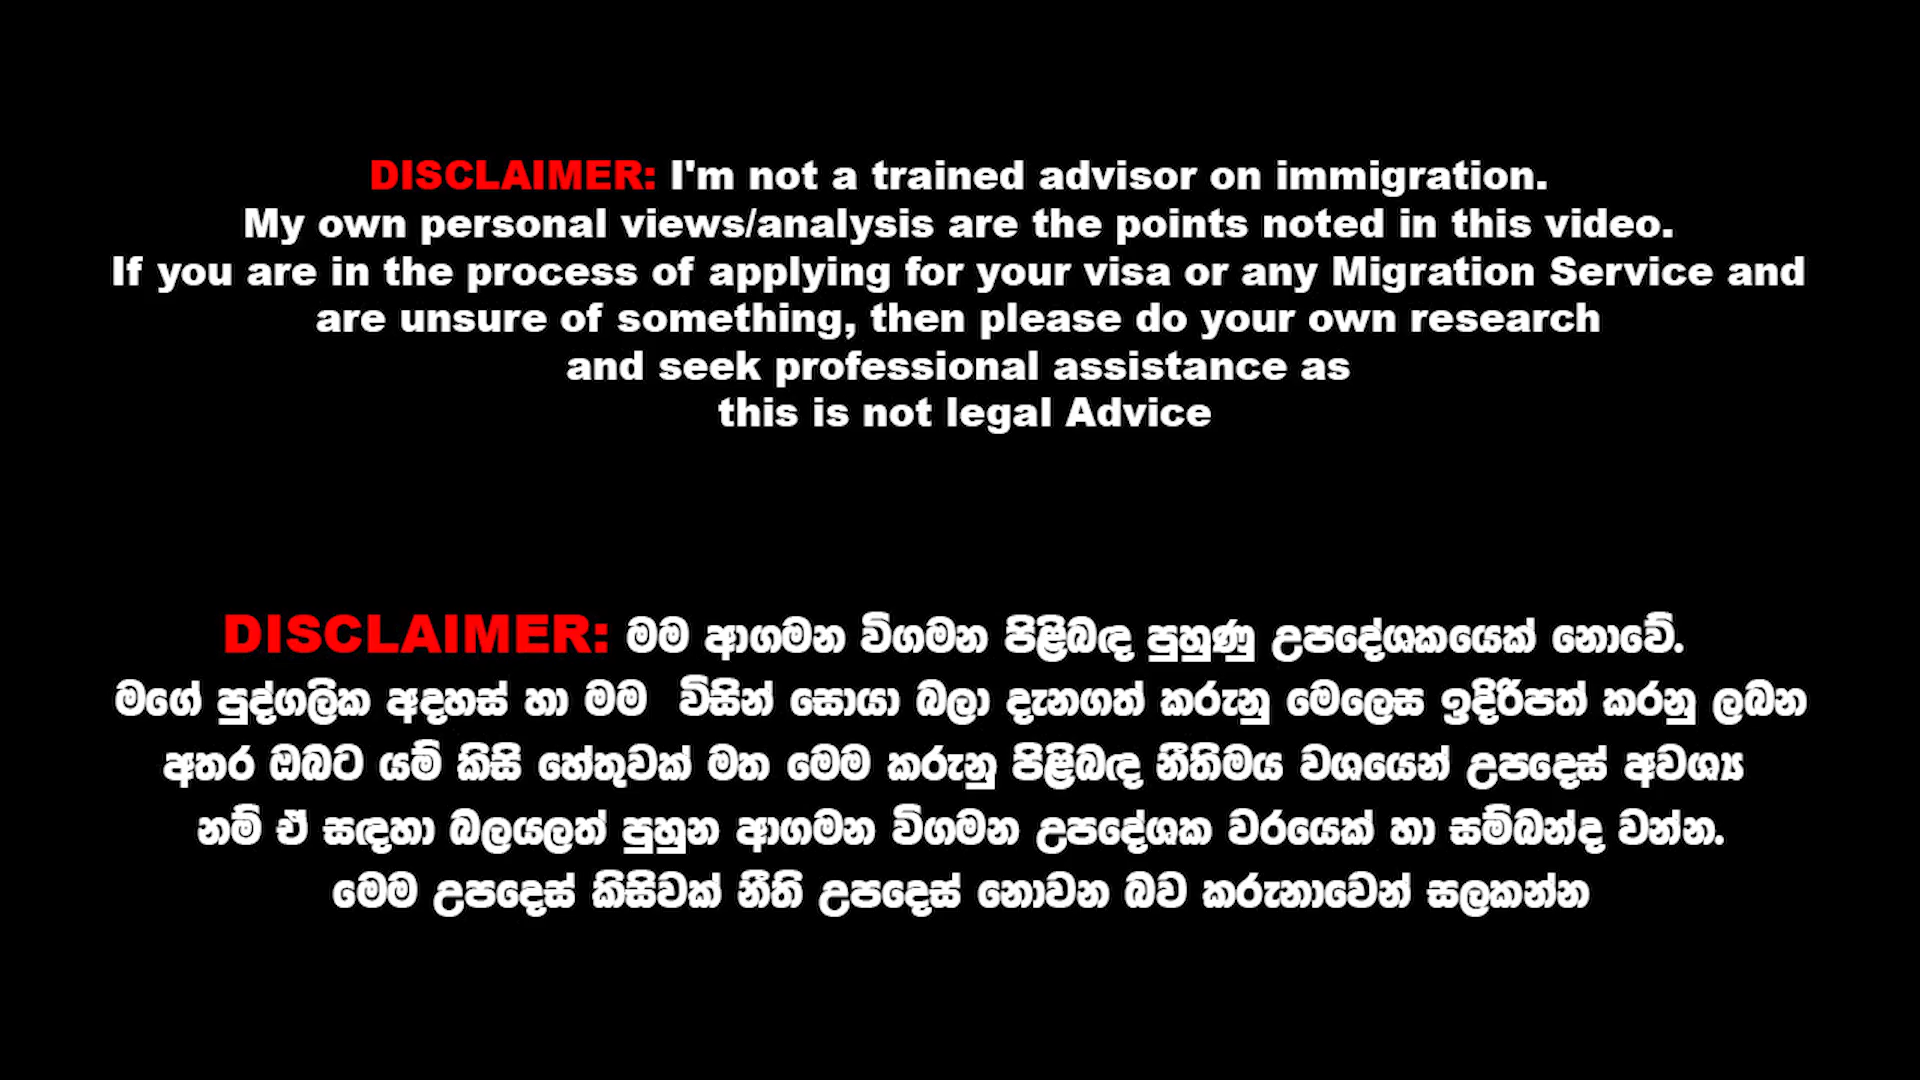 DISCLAIMER: I'm not a trained advisor on immigration.
My own personal views/analysis are the points noted in this video.
If you are in the process of applying for your visa or any Migration Service and
are unsure of something, then please do your own research
and seek professional assistance as
this is not legal Advice
DISCLAIMER: මම ආගමන විගමන පිළිබඳ පුහුණු උපදේශකයෙක් නොවේ.
මගේ පුද්ගලික අදහස් හා මම  විසින් සොයා බලා දැනගත් කරුනු මෙලෙස ඉදිරිපත් කරනු ලබන
අතර ඔබට යම් කිසි හේතුවක් මත මෙම කරුනු පිළිබඳ නීතිමය වශයෙන් උපදෙස් අවශ්‍ය
නම් ඒ සඳහා බලයලත් පුහුන ආගමන විගමන උපදේශක වරයෙක් හා සම්බන්ද වන්න.
මෙම උපදෙස් කිසිවක් නීති උපදෙස් නොවන බව කරුනාවෙන් සලකන්න